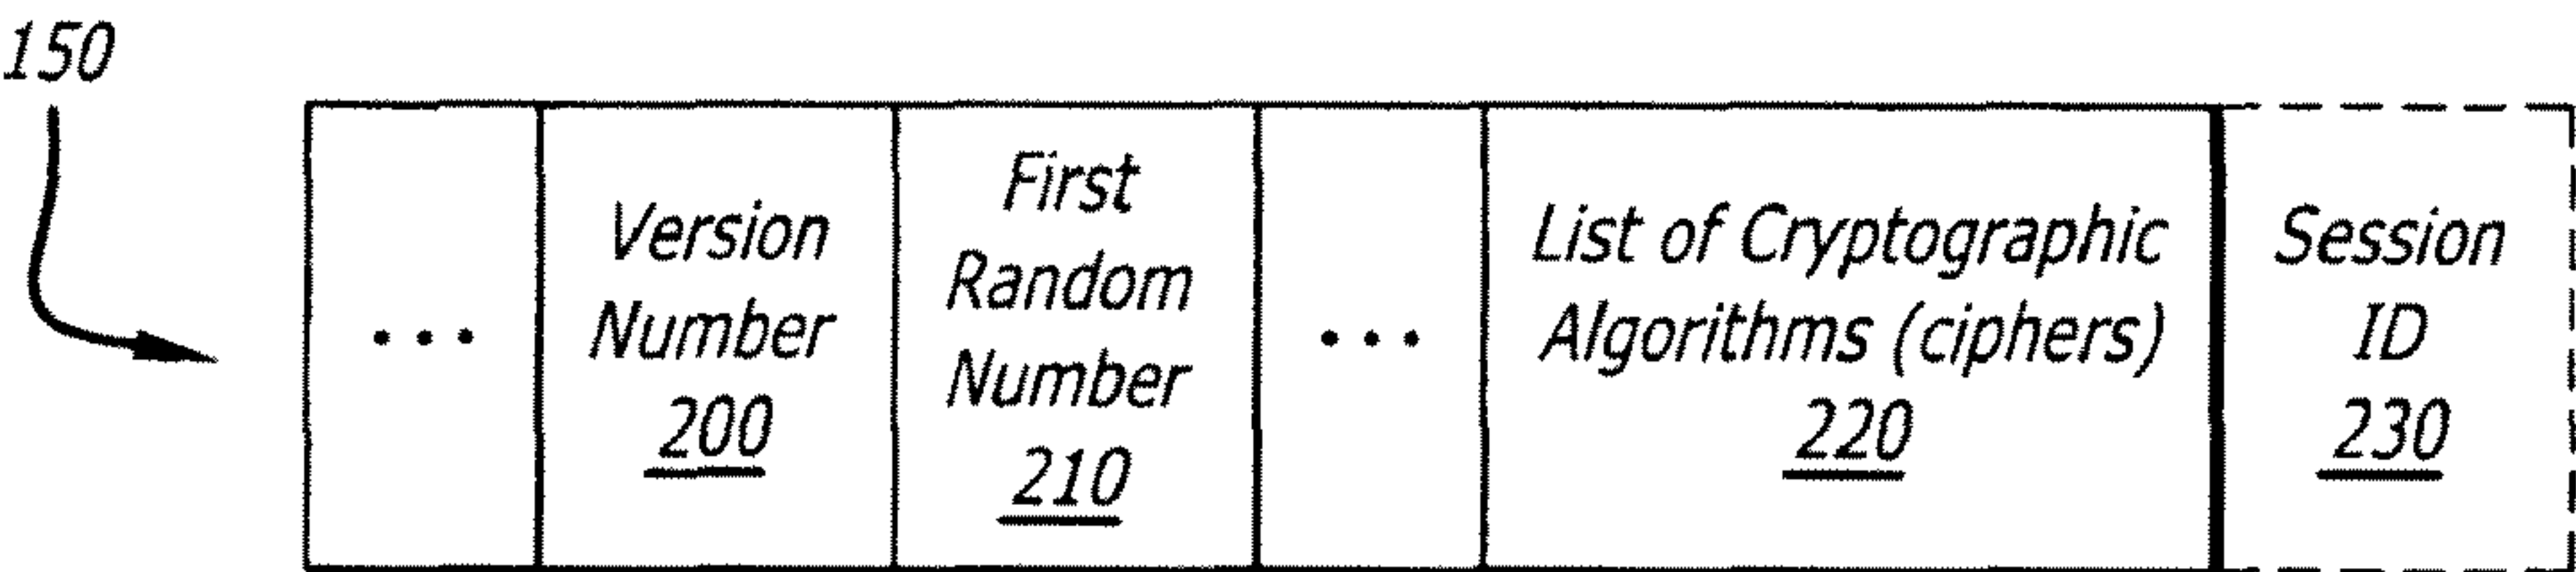 150
...
Version
Number
200
First
Random
Number
210
...
List of Cryptographic
Algorithms (ciphers)
220
Session
ID
230